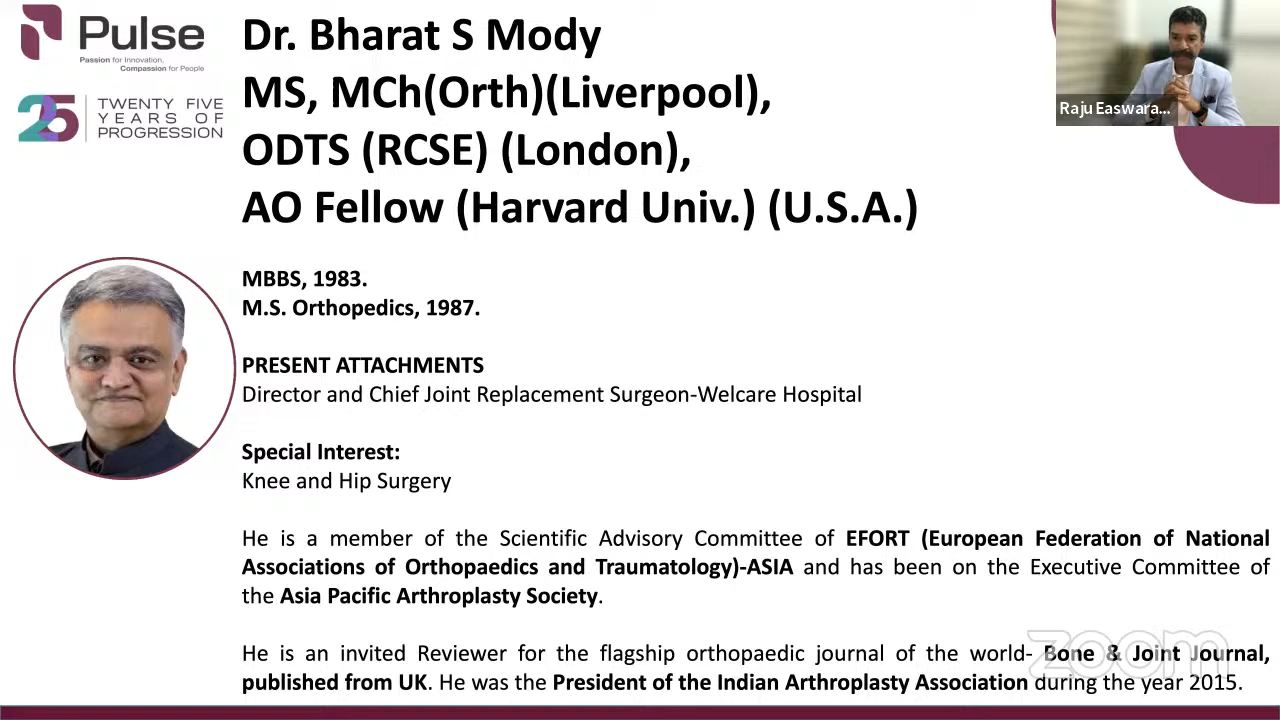 Pulse
Passion for Innovation,
Compassion for People
25
TWENTY FIVE
YEARS OF
PROGRESSION
Dr. Bharat S Mody
MS, MCh(Orth)(Liverpool),
ODTS (RCSE) (London),
AO Fellow (Harvard Univ.) (U.S.A.)
Raju Easwara...
MBBS, 1983.
M.S. Orthopedics, 1987.
PRESENT ATTACHMENTS
Director and Chief Joint Replacement Surgeon-Welcare Hospital
Special Interest:
Knee and Hip Surgery
He is a member of the Scientific Advisory Committee of EFORT (European Federation of National
Associations of Orthopaedics and Traumatology)-ASIA and has been on the Executive Committee of
the Asia Pacific Arthroplasty Society.
He is an invited Reviewer for the flagship orthopaedic journal of the world- Bone & Joint Journal,
published from UK. He was the President of the Indian Arthroplasty Association during the year 2015.
zoom